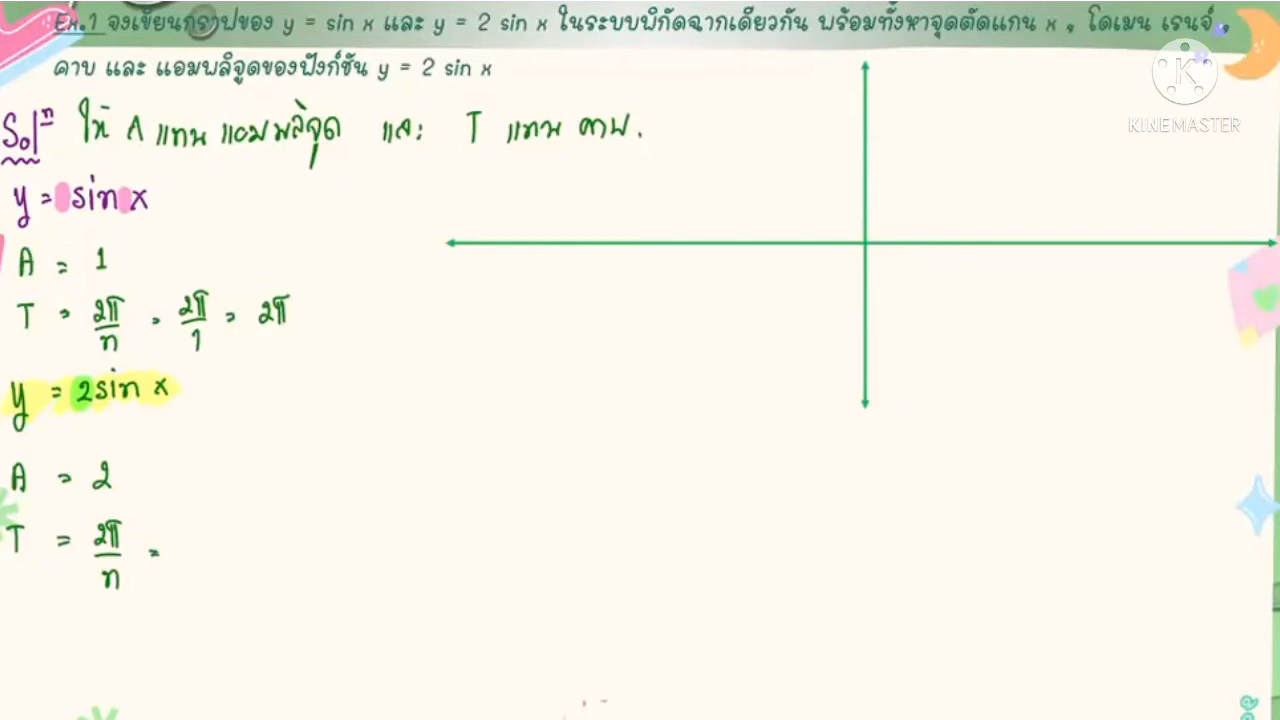 Ex.1 จงเขียนกราฟของ y = sin x และ y = 2 sin x ในระบบพิกัดฉากเดียวกัน พร้อมทั้งหาจุดตัดแกน x , โดเมน เรนจ์ ,
คาบ และ แอมพลิจูดของฟังก์ชัน y = 2 sin x
K
KINEMASTER
Solⁿ ให้ A แทน แอมพลิจูด และ T แทน คาบ.
y = sin x
A = 1
T = 2π/n = 2π/1 = 2π
y = 2 sin x
A = 2
T = 2π/n =